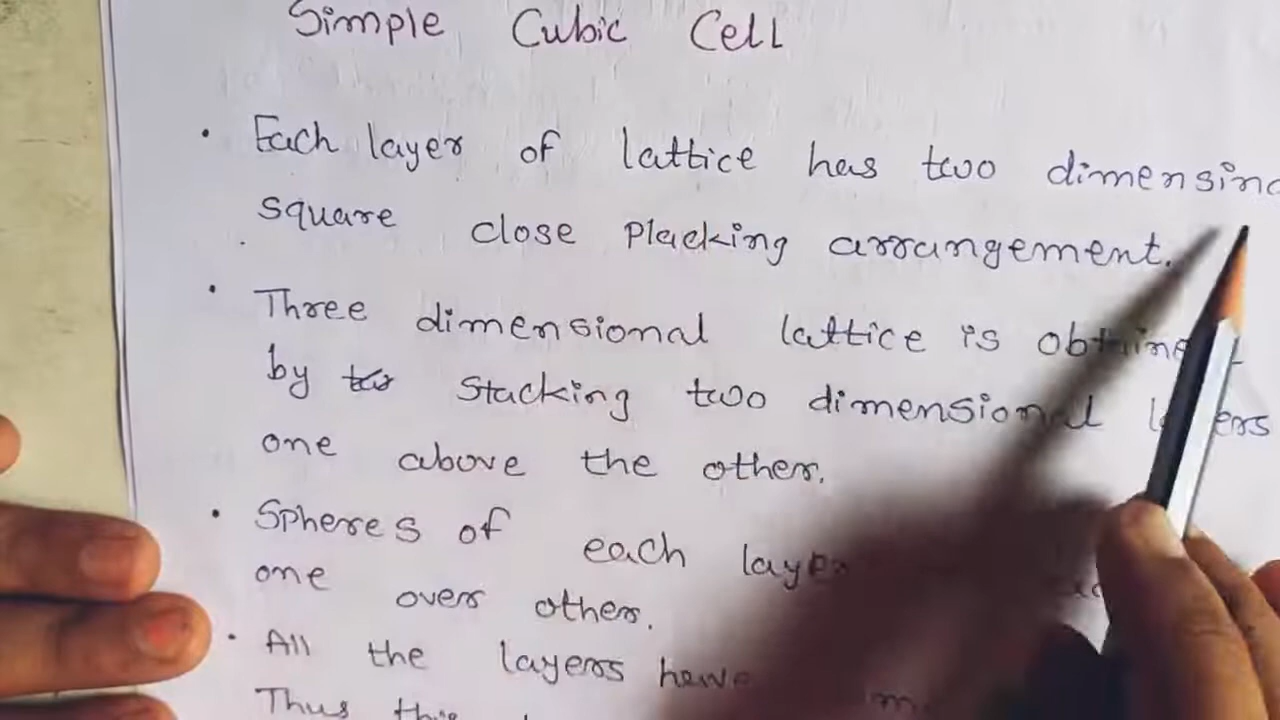 Simple Cubic Cell
• Each layer of lattice has two
square close placking arrangement.
• Three dimensional lattice is
by stacking two dimensional
one above the other.
• Spheres of each
one over other.
• All the layers
Thus